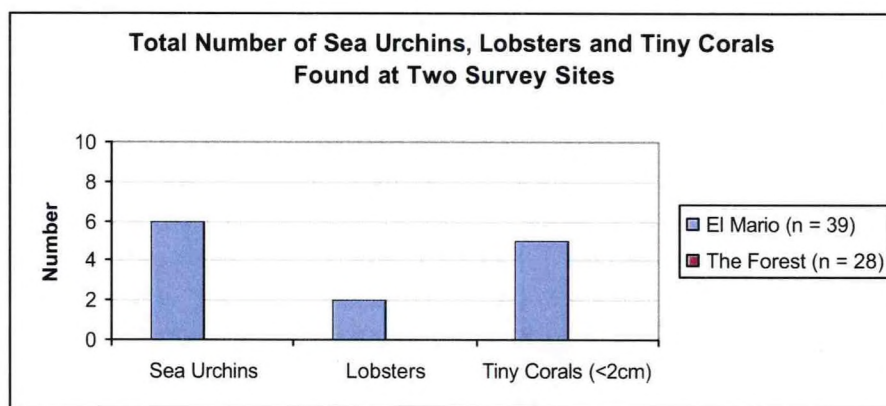 Total Number of Sea Urchins, Lobsters and Tiny Corals
Found at Two Survey Sites
Number
10
8
6
4
2
0
Sea Urchins
Lobsters
Tiny Corals (<2cm)
El Mario (n = 39)
The Forest (n = 28)